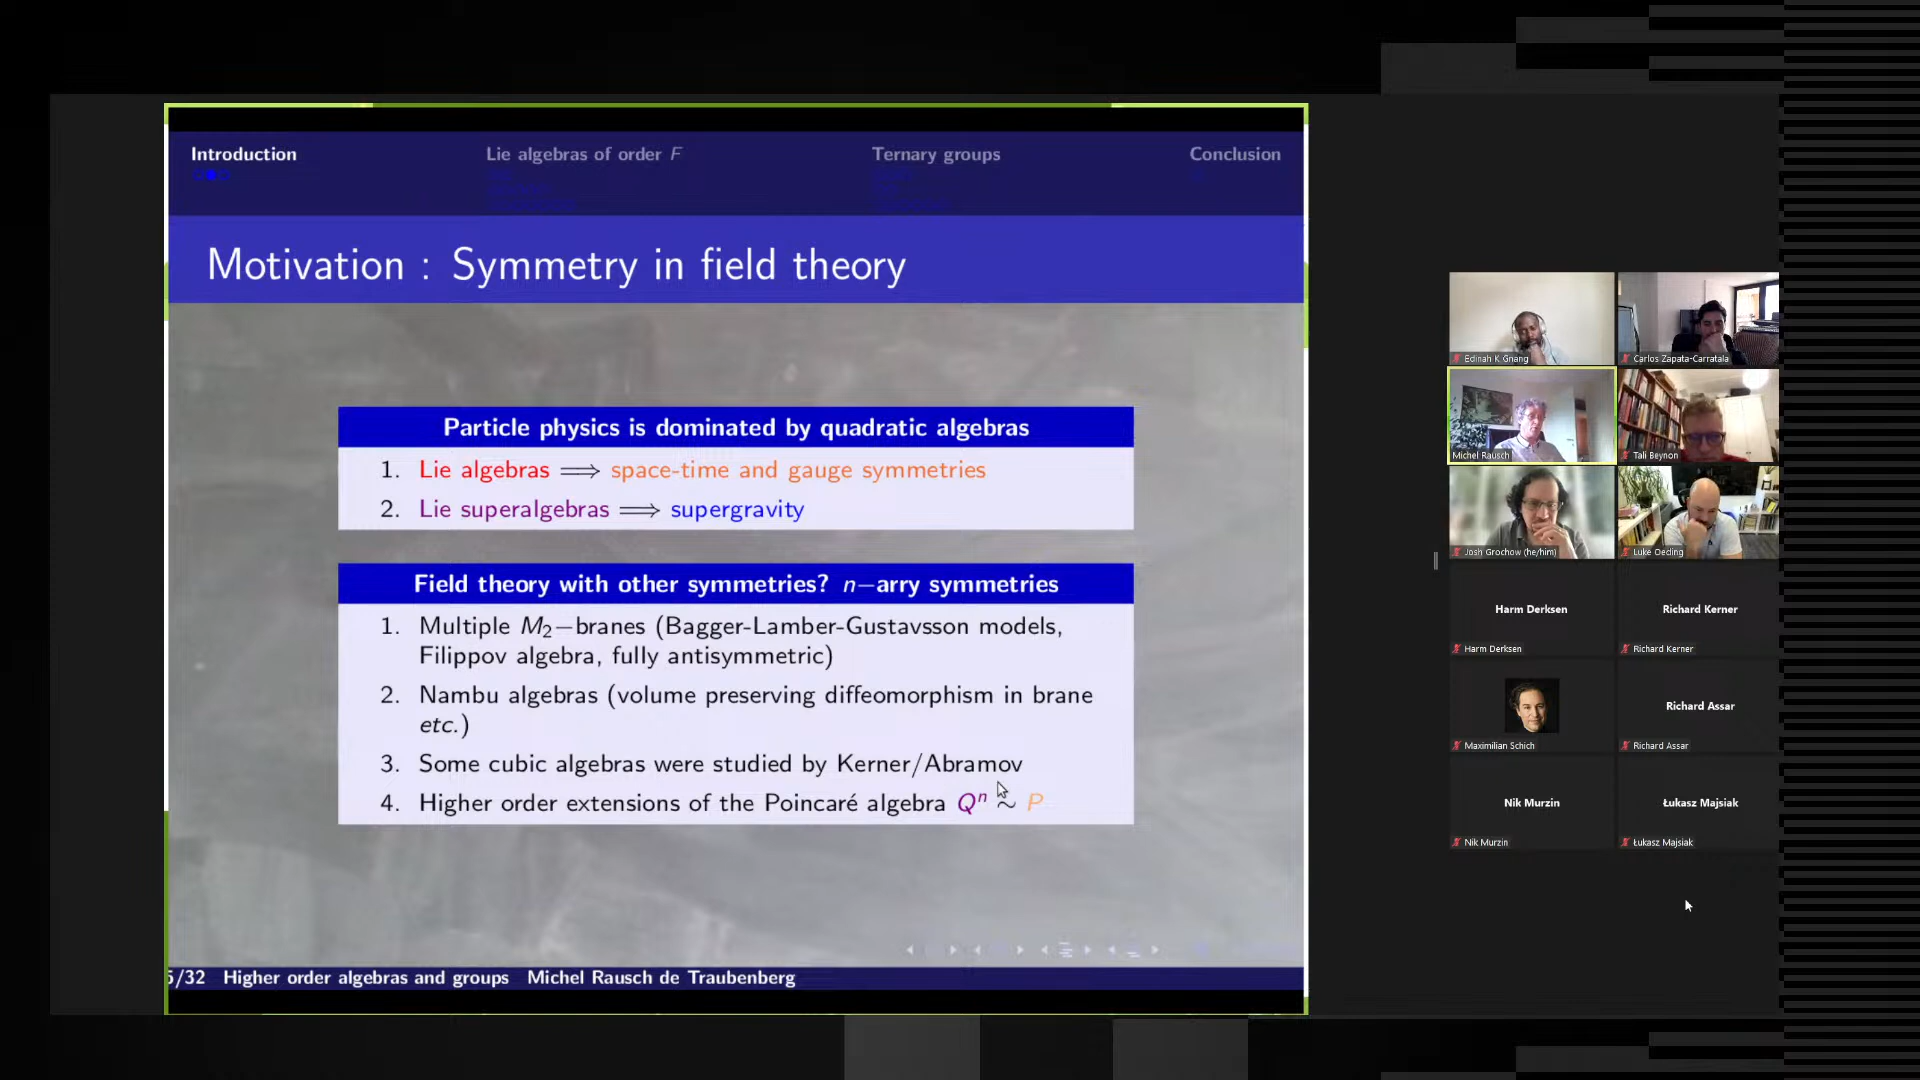 Introduction
Lie algebras of order F
Ternary groups
Conclusion
Motivation : Symmetry in field theory
Particle physics is dominated by quadratic algebras
1. Lie algebras ⟹ space-time and gauge symmetries
2. Lie superalgebras ⟹ supergravity
Field theory with other symmetries? n−arry symmetries
1. Multiple M₂−branes (Bagger-Lamber-Gustavsson models,
Filippov algebra, fully antisymmetric)
2. Nambu algebras (volume preserving diffeomorphism in brane
etc.)
3. Some cubic algebras were studied by Kerner/Abramov
4. Higher order extensions of the Poincaré algebra Qⁿ ∼ P
5/32 Higher order algebras and groups Michel Rausch de Traubenberg
Edinah K Gnang
Carlos Zapata-Carratala
Michel Rausch
Tali Beynon
Josh Grochow (he/him)
Luke Oeding
Harm Derksen
Richard Kerner
Harm Derksen
Richard Kerner
Richard Assar
Maximilian Schich
Richard Assar
Nik Murzin
Łukasz Majsiak
Nik Murzin
Łukasz Majsiak